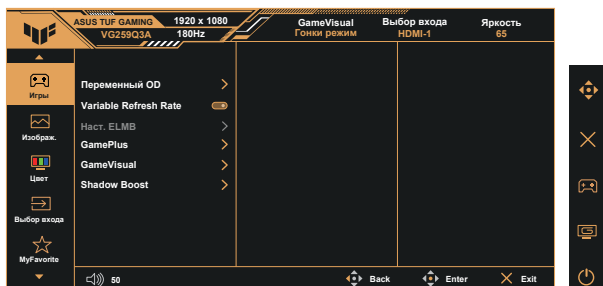 ASUS TUF GAMING 1920 x 1080
VG259Q3A 180Hz
GameVisual
Гонки режим
Выбор входа
HDMI-1
Яркость
65
Игры
Изображ.
Цвет
Выбор входа
MyFavorite
Переменный OD
Variable Refresh Rate
Наст. ELMB
GamePlus
GameVisual
Shadow Boost
50
Back
Enter
Exit